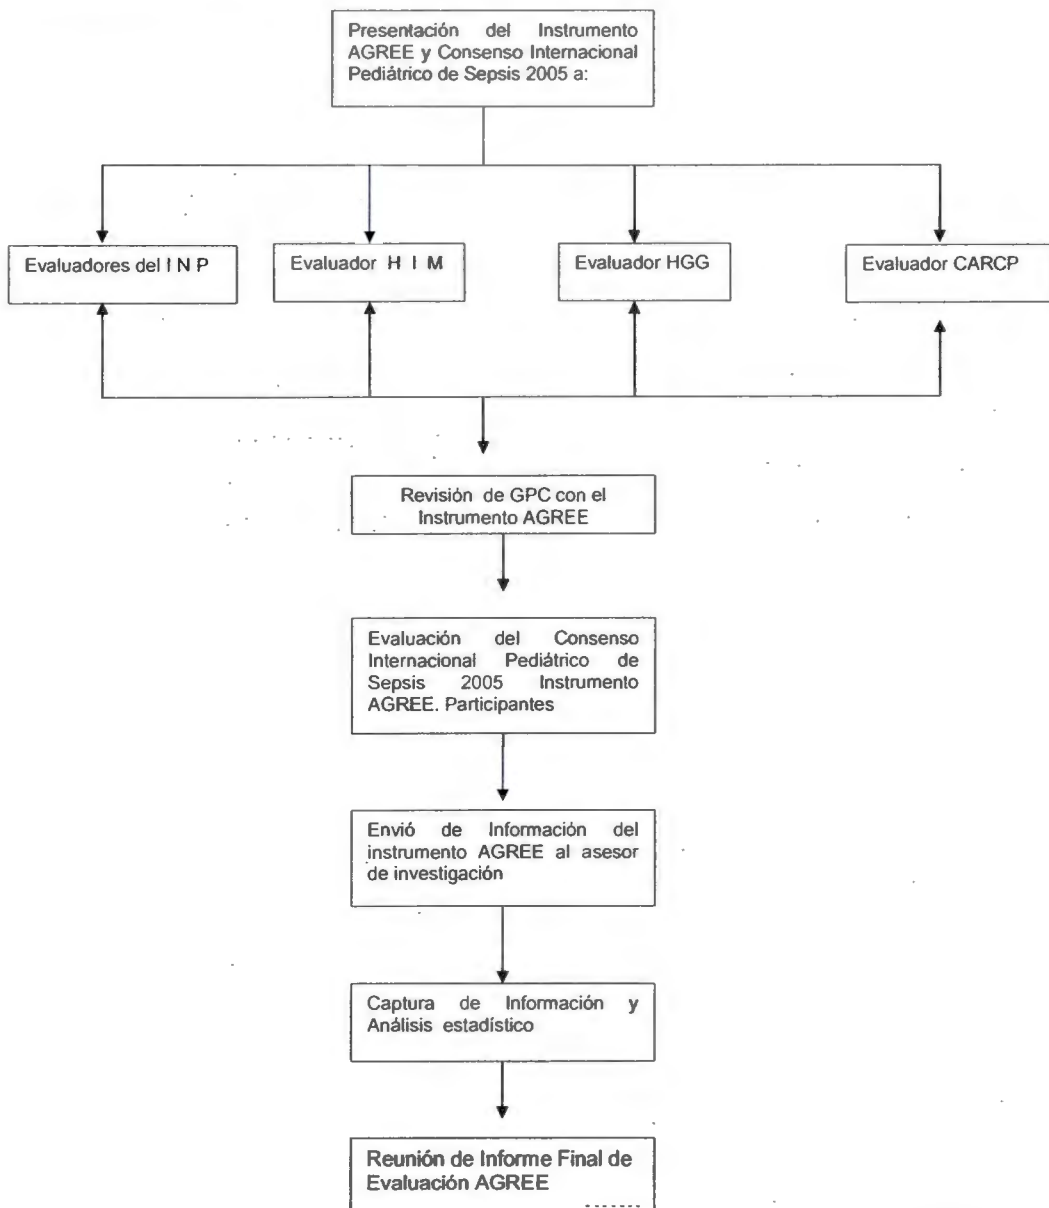 Presentación del Instrumento
AGREE y Consenso Internacional
Pediátrico de Sepsis 2005 a:
Evaluadores del I N P
Evaluador H I M
Evaluador HGG
Evaluador CARCP
Revisión de GPC con el
Instrumento AGREE
Evaluación del Consenso
Internacional Pediátrico de
Sepsis 2005 Instrumento
AGREE. Participantes
Envió de Información del
instrumento AGREE al asesor
de investigación
Captura de Información y
Análisis estadístico
Reunión de Informe Final de
Evaluación AGREE